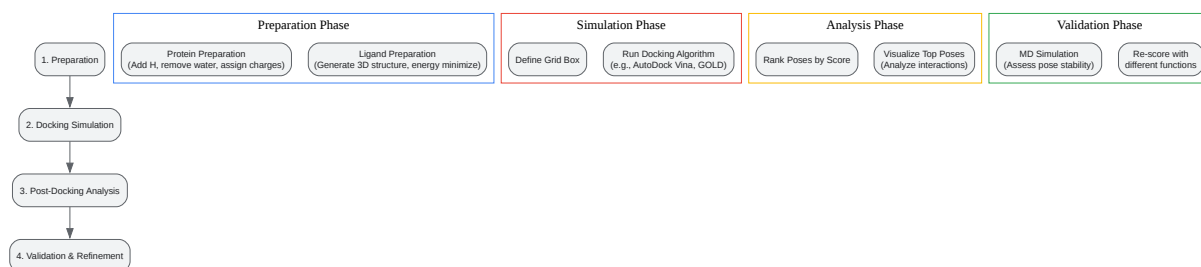 Preparation Phase
Simulation Phase
Analysis Phase
Validation Phase
1. Preparation
Protein Preparation
(Add H, remove water, assign charges)
Ligand Preparation
(Generate 3D structure, energy minimize)
Define Grid Box
Run Docking Algorithm
(e.g., AutoDock Vina, GOLD)
Rank Poses by Score
Visualize Top Poses
(Analyze interactions)
MD Simulation
(Assess pose stability)
Re-score with
different functions
2. Docking Simulation
3. Post-Docking Analysis
4. Validation & Refinement